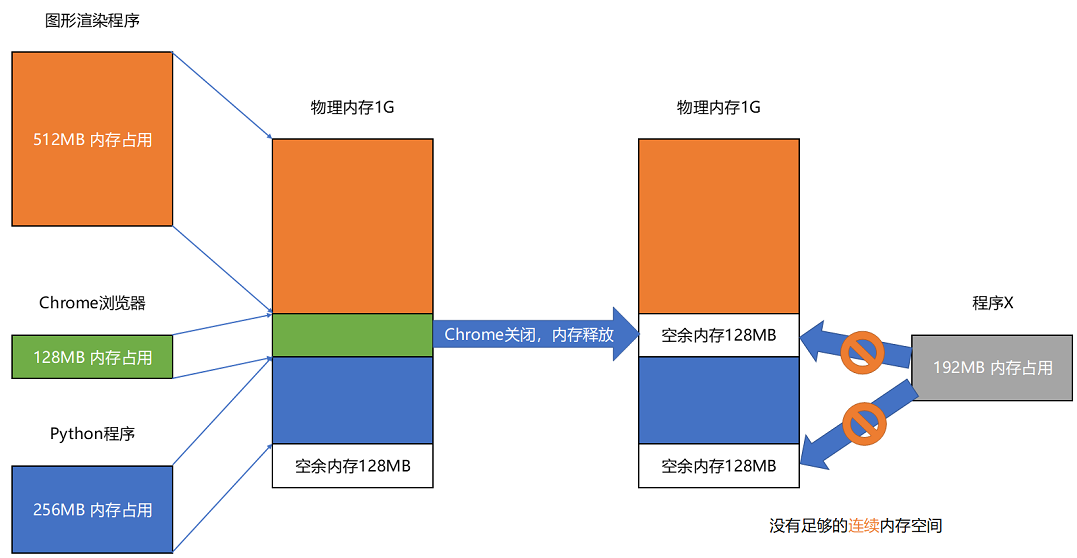 图形渲染程序
512MB 内存占用
Chrome浏览器
128MB 内存占用
Python程序
256MB 内存占用
物理内存1G
空余内存128MB
Chrome关闭，内存释放
物理内存1G
空余内存128MB
空余内存128MB
程序X
192MB 内存占用
没有足够的连续内存空间